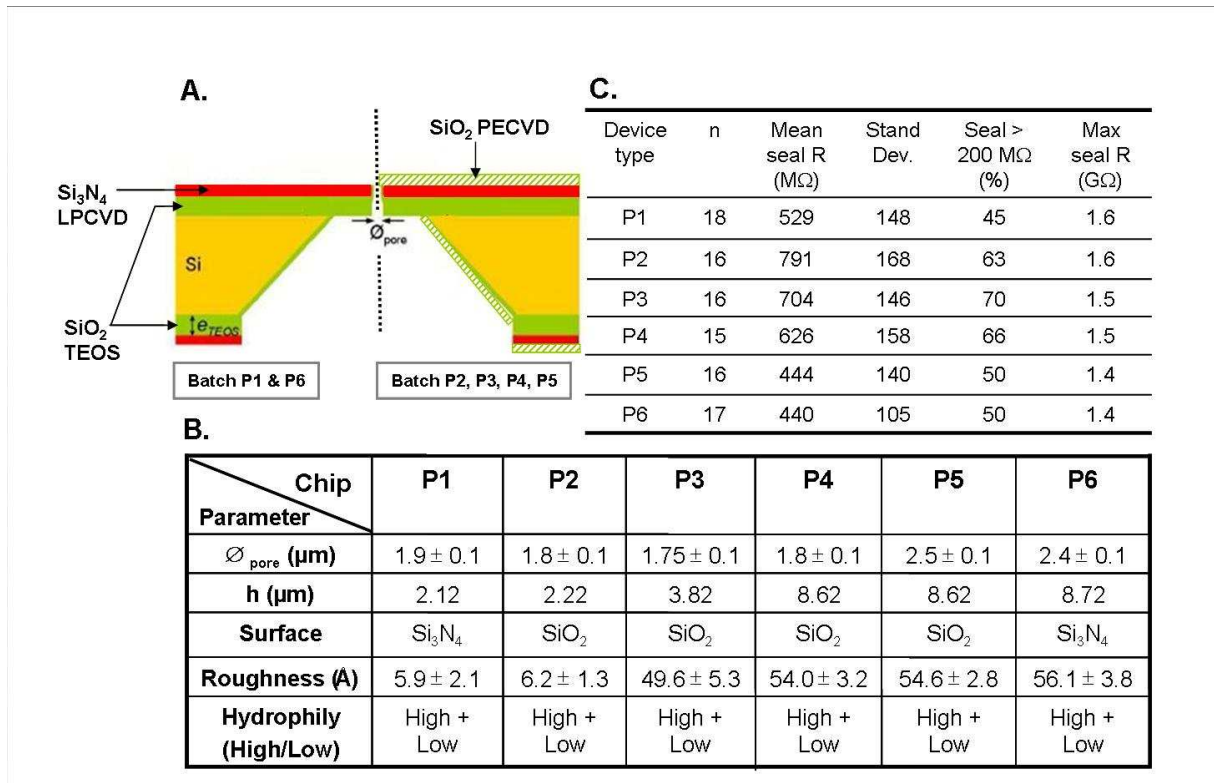 A.
SiO₂ PECVD
Si₃N₄
LPCVD
Ø pore
Si
e TEOS
SiO₂
TEOS
Batch P1 & P6
Batch P2, P3, P4, P5
C.
Device type n Mean seal R (MΩ) Stand Dev. Seal > 200 MΩ (%) Max seal R (GΩ)
P1 18 529 148 45 1.6
P2 16 791 168 63 1.6
P3 16 704 146 70 1.5
P4 15 626 158 66 1.5
P5 16 444 140 50 1.4
P6 17 440 105 50 1.4
B.
Chip P1 P2 P3 P4 P5 P6
Parameter
Ø pore (µm) 1.9 ± 0.1 1.8 ± 0.1 1.75 ± 0.1 1.8 ± 0.1 2.5 ± 0.1 2.4 ± 0.1
h (µm) 2.12 2.22 3.82 8.62 8.62 8.72
Surface Si₃N₄ SiO₂ SiO₂ SiO₂ SiO₂ Si₃N₄
Roughness (Å) 5.9 ± 2.1 6.2 ± 1.3 49.6 ± 5.3 54.0 ± 3.2 54.6 ± 2.8 56.1 ± 3.8
Hydrophily (High/Low) High + Low High + Low High + Low High + Low High + Low High + Low